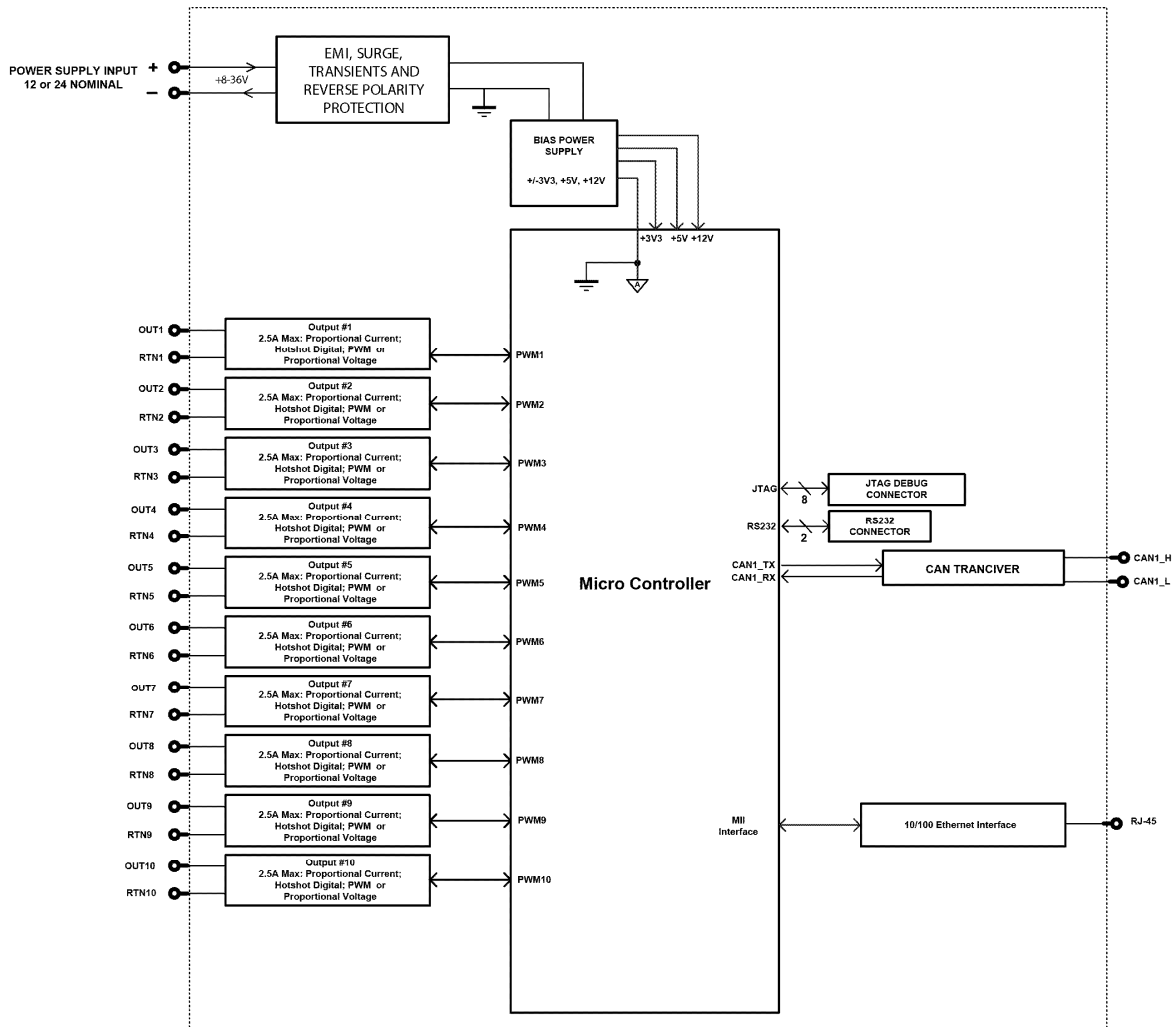 POWER SUPPLY INPUT
12 or 24 NOMINAL
+
−
+8-36V
EMI, SURGE,
TRANSIENTS AND
REVERSE POLARITY
PROTECTION
BIAS POWER
SUPPLY
+/-3V3, +5V, +12V
+3V3 +5V +12V
A
OUT1
RTN1
Output #1
2.5A Max: Proportional Current;
Hotshot Digital; PWM or
Proportional Voltage
PWM1
OUT2
RTN2
Output #2
2.5A Max: Proportional Current;
Hotshot Digital; PWM or
Proportional Voltage
PWM2
OUT3
RTN3
Output #3
2.5A Max: Proportional Current;
Hotshot Digital; PWM or
Proportional Voltage
PWM3
OUT4
RTN4
Output #4
2.5A Max: Proportional Current;
Hotshot Digital; PWM or
Proportional Voltage
PWM4
OUT5
RTN5
Output #5
2.5A Max: Proportional Current;
Hotshot Digital; PWM or
Proportional Voltage
PWM5
OUT6
RTN6
Output #6
2.5A Max: Proportional Current;
Hotshot Digital; PWM or
Proportional Voltage
PWM6
OUT7
RTN7
Output #7
2.5A Max: Proportional Current;
Hotshot Digital; PWM or
Proportional Voltage
PWM7
OUT8
RTN8
Output #8
2.5A Max: Proportional Current;
Hotshot Digital; PWM or
Proportional Voltage
PWM8
OUT9
RTN9
Output #9
2.5A Max: Proportional Current;
Hotshot Digital; PWM or
Proportional Voltage
PWM9
OUT10
RTN10
Output #10
2.5A Max: Proportional Current;
Hotshot Digital; PWM or
Proportional Voltage
PWM10
Micro Controller
JTAG
8
JTAG DEBUG
CONNECTOR
RS232
2
RS232
CONNECTOR
CAN1_TX
CAN1_RX
CAN TRANCIVER
CAN1_H
CAN1_L
MII
Interface
10/100 Ethernet Interface
RJ-45